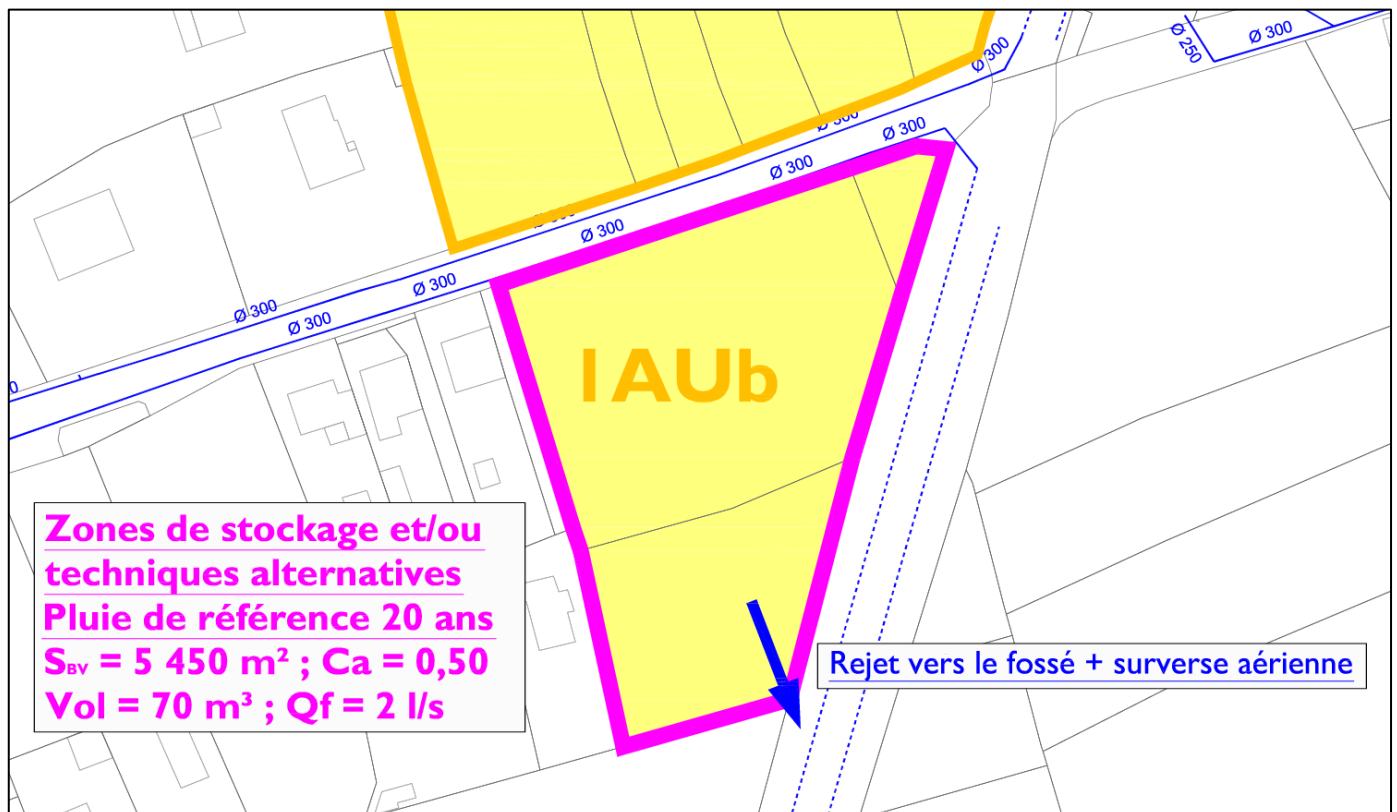 Ø 300
Ø 250
Ø 300
Ø 300
Ø 300
Ø 300
Ø 300
Ø 300
Ø 300
Ø 300
Ø 300
Ø 300
0
1AUb
Zones de stockage et/ou
techniques alternatives
Pluie de référence 20 ans
SBV = 5 450 m² ; Ca = 0,50
Vol = 70 m³ ; Qf = 2 l/s
Rejet vers le fossé + surverse aérienne